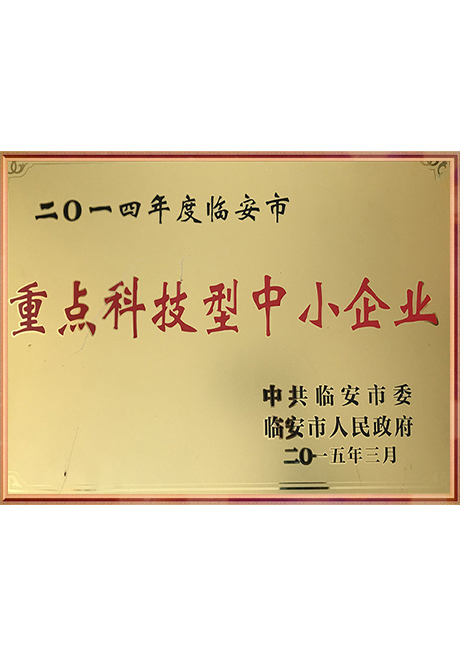 二〇一四年度临安市
重点科技型中小企业
中共临安市委
临安市人民政府
二〇一五年三月